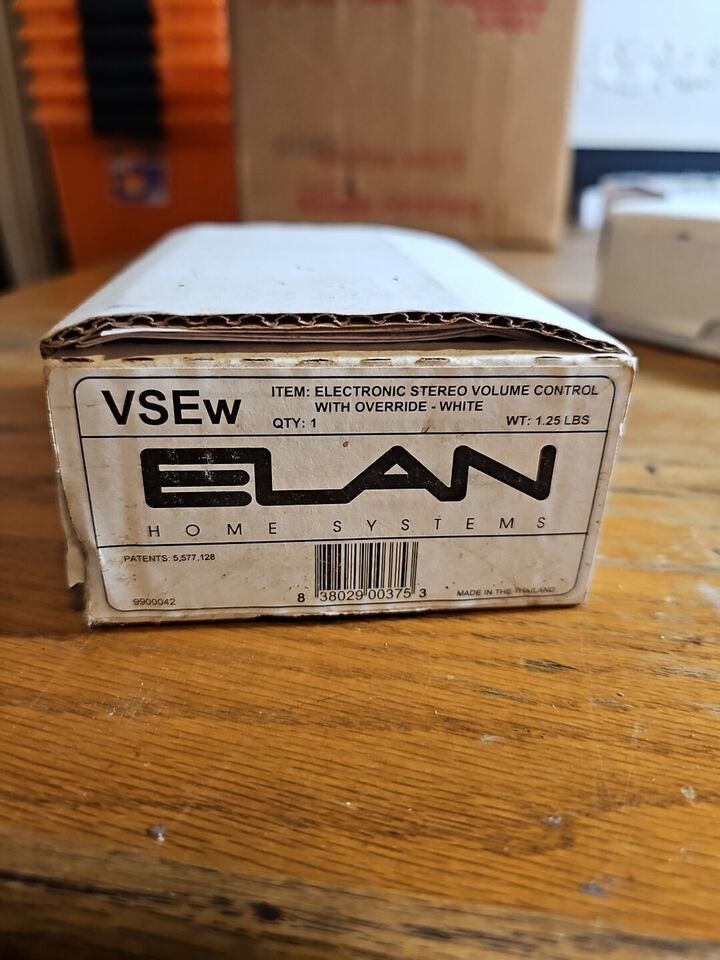 VSEw
ITEM: ELECTRONIC STEREO VOLUME CONTROL
WITH OVERRIDE - WHITE
QTY: 1
WT: 1.25 LBS
ELAN
HOME SYSTEMS
PATENTS: 5,577,128
9900042
8 38029 00375 3
MADE IN THE THAILAND